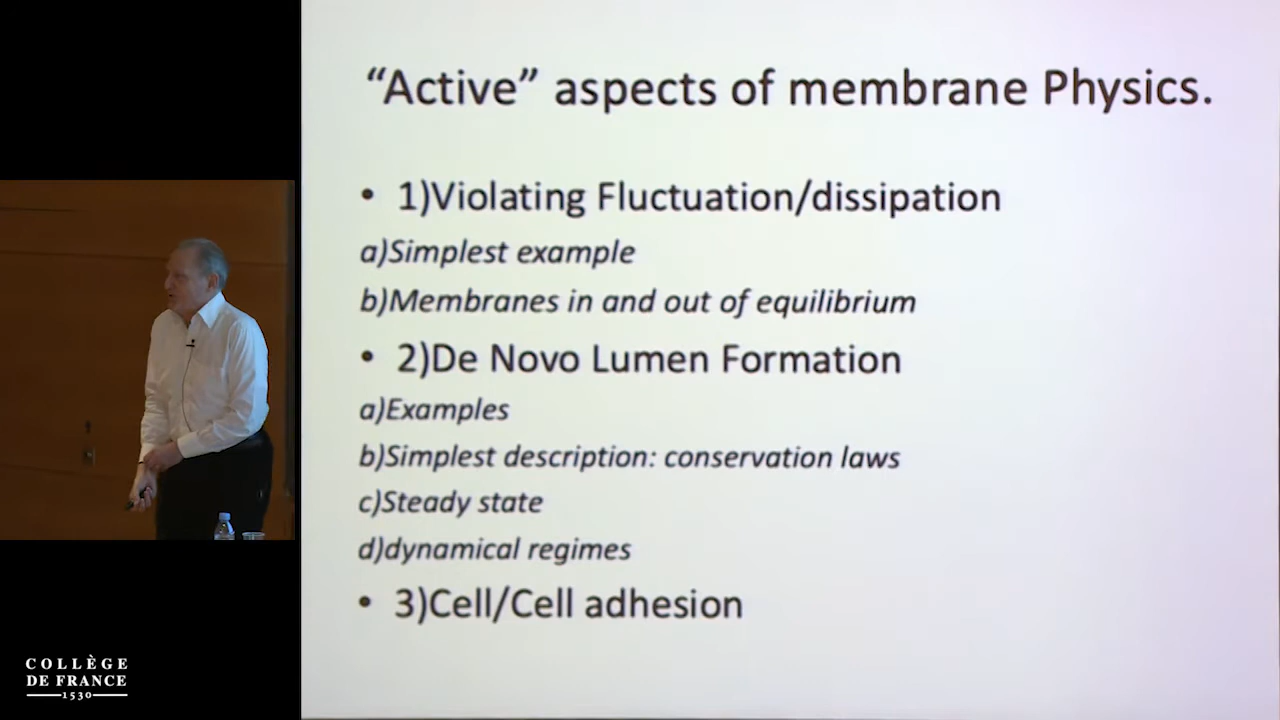 “Active” aspects of membrane Physics.
• 1)Violating Fluctuation/dissipation
a)Simplest example
b)Membranes in and out of equilibrium
• 2)De Novo Lumen Formation
a)Examples
b)Simplest description: conservation laws
c)Steady state
d)dynamical regimes
• 3)Cell/Cell adhesion
COLLÈGE
DE FRANCE
1530